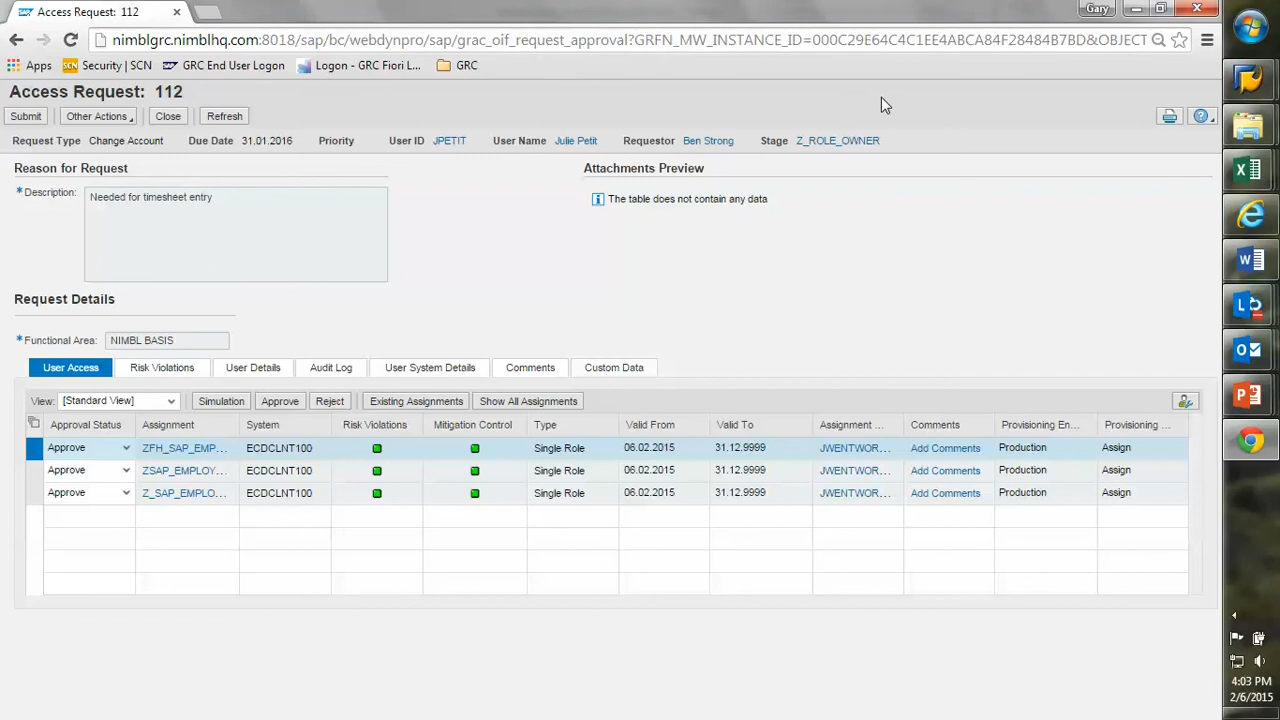 Access Request: 112
Gary
nimblgrc.nimblhq.com:8018/sap/bc/webdynpro/sap/grac_oif_request_approval?GRFN_MW_INSTANCE_ID=000C29E64C4C1EE4ABCA84F28484B7BD&OBJECT
Apps
SCN Security | SCN
SAP GRC End User Logon
Logon - GRC Fiori L...
GRC
Access Request: 112
Submit
Other Actions
Close
Refresh
Request Type Change Account Due Date 31.01.2016 Priority User ID JPETIT User Name Julie Petit Requestor Ben Strong Stage Z_ROLE_OWNER
Reason for Request
Attachments Preview
* Description: Needed for timesheet entry
The table does not contain any data
Request Details
* Functional Area: NIMBL BASIS
User Access Risk Violations User Details Audit Log User System Details Comments Custom Data
View: [Standard View] Simulation Approve Reject Existing Assignments Show All Assignments
Approval Status Assignment System Risk Violations Mitigation Control Type Valid From Valid To Assignment ... Comments Provisioning En... Provisioning ...
Approve ZFH_SAP_EMP... ECDCLNT100 Single Role 06.02.2015 31.12.9999 JWENTWOR... Add Comments Production Assign
Approve ZSAP_EMPLOY... ECDCLNT100 Single Role 06.02.2015 31.12.9999 JWENTWOR... Add Comments Production Assign
Approve Z_SAP_EMPLO... ECDCLNT100 Single Role 06.02.2015 31.12.9999 JWENTWOR... Add Comments Production Assign
4:03 PM
2/6/2015